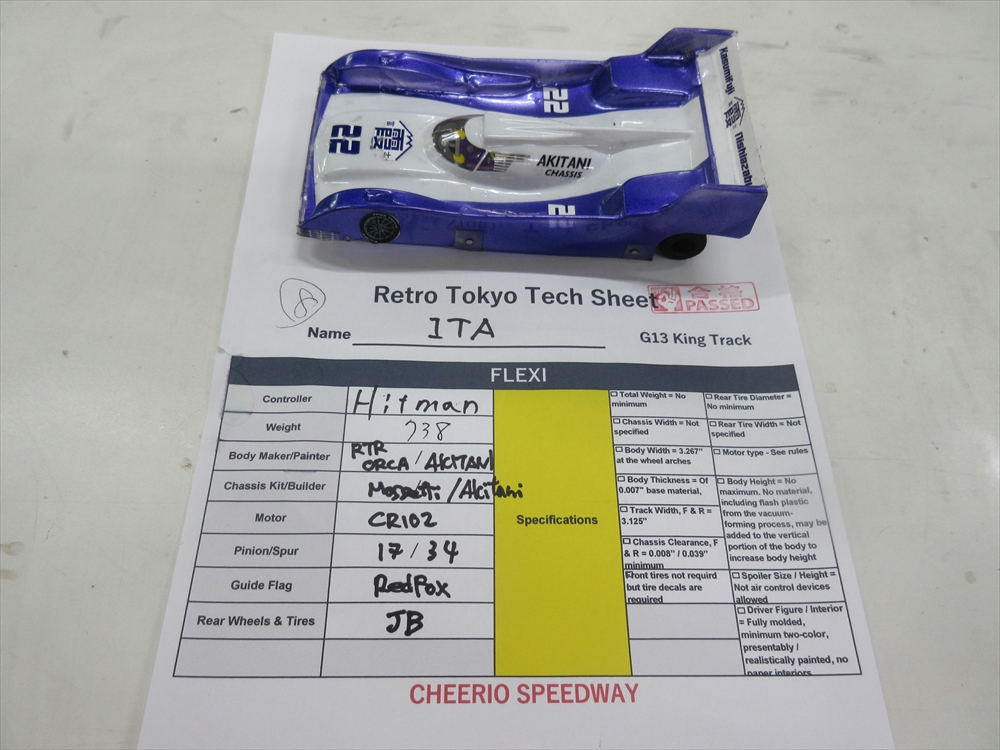 22
22
霞
富
士
AKITANI
CHASSIS
22
Kasumifuji
霞
Nishiazabu
8
Retro Tokyo Tech Sheet
合格
PASSED
Name ITA
G13 King Track
FLEXI
Controller
Hitman
Weight
738
Body Maker/Painter
RTR
ORCA / AKITANI
Chassis Kit/Builder
Mossetti / Akitani
Motor
CR102
Pinion/Spur
17 / 34
Guide Flag
RedFox
Rear Wheels & Tires
JB
Specifications
Total Weight = No
minimum
Chassis Width = Not
specified
Body Width = 3.267"
at the wheel arches
Body Thickness = Of
0.007" base material,
Track Width, F & R =
3.125"
Chassis Clearance, F
& R = 0.008" / 0.039"
minimum
Front tires not requird
but tire decals are
required
Rear Tire Diameter =
No minimum
Rear Tire Width = Not
specified
Motor type - See rules
Body Height = No
maximum. No material,
including flash plastic
from the vacuum-
forming process, may be
added to the vertical
portion of the body to
increase body height
Spoiler Size / Height =
Not air control devices
allowed
Driver Figure / Interior
= Fully molded,
minimum two-color,
presentably /
realistically painted, no
paper interiors
CHEERIO SPEEDWAY